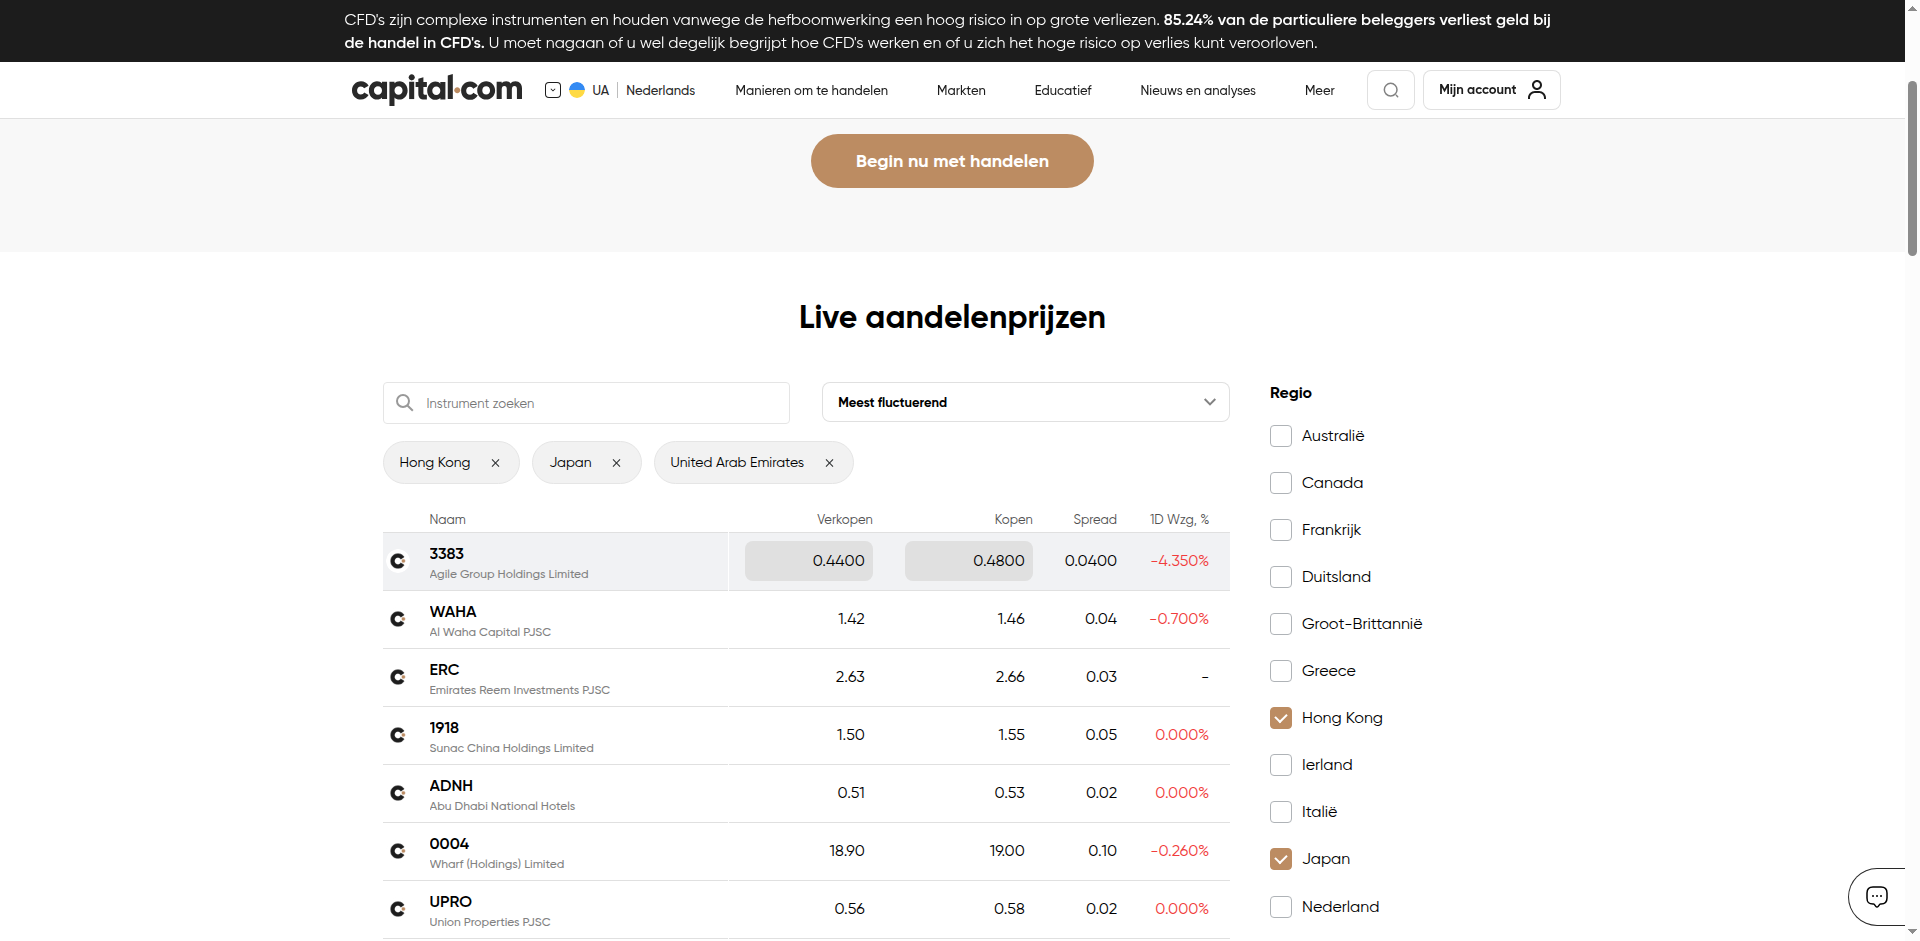 CFD's zijn complexe instrumenten en houden vanwege de hefboomwerking een hoog risico in op grote verliezen. 85.24% van de particuliere beleggers verliest geld bij
de handel in CFD's. U moet nagaan of u wel degelijk begrijpt hoe CFD's werken en of u zich het hoge risico op verlies kunt veroorloven.
capital.com UA Nederlands Manieren om te handelen Markten Educatief Nieuws en analyses Meer Mijn account
Begin nu met handelen
Live aandelenprijzen
Instrument zoeken Meest fluctuerend
Hong Kong × Japan × United Arab Emirates ×
Naam Verkopen Kopen Spread 1D Wzg, %
3383 0.4400 0.4800 0.0400 -4.350%
Agile Group Holdings Limited
WAHA 1.42 1.46 0.04 -0.700%
Al Waha Capital PJSC
ERC 2.63 2.66 0.03 -
Emirates Reem Investments PJSC
1918 1.50 1.55 0.05 0.000%
Sunac China Holdings Limited
ADNH 0.51 0.53 0.02 0.000%
Abu Dhabi National Hotels
0004 18.90 19.00 0.10 -0.260%
Wharf (Holdings) Limited
UPRO 0.56 0.58 0.02 0.000%
Union Properties PJSC
Regio
Australië
Canada
Frankrijk
Duitsland
Groot-Brittannië
Greece
Hong Kong
Ierland
Italië
Japan
Nederland